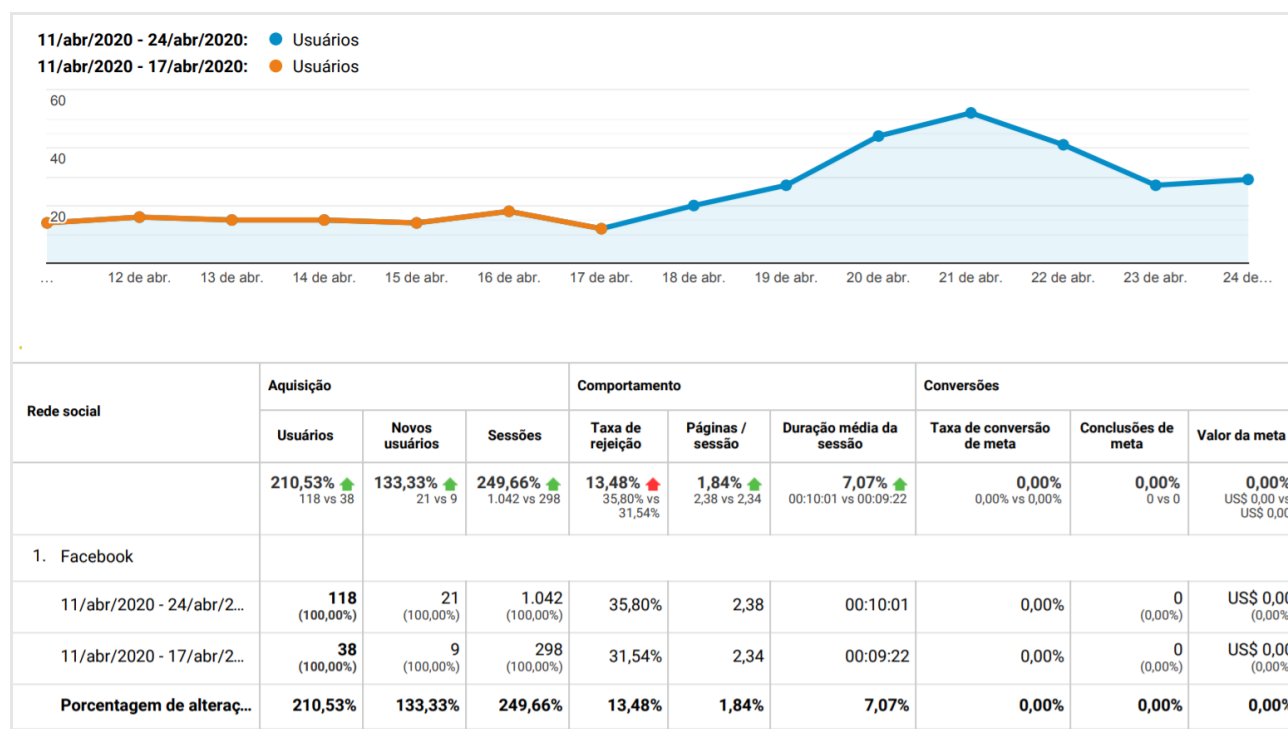 11/abr/2020 - 24/abr/2020: Usuários
11/abr/2020 - 17/abr/2020: Usuários
60
40
20
... 12 de abr. 13 de abr. 14 de abr. 15 de abr. 16 de abr. 17 de abr. 18 de abr. 19 de abr. 20 de abr. 21 de abr. 22 de abr. 23 de abr. 24 de…
Rede social
Aquisição Comportamento Conversões
Usuários
Novos
usuários
Sessões
Taxa de
rejeição
Páginas /
sessão
Duração média da
sessão
Taxa de conversão
de meta
Conclusões de
meta
Valor da meta
210,53%
118 vs 38
133,33%
21 vs 9
249,66%
1.042 vs 298
13,48%
35,80% vs
31,54%
1,84%
2,38 vs 2,34
7,07%
00:10:01 vs 00:09:22
0,00%
0,00% vs 0,00%
0,00%
0 vs 0
0,00%
US$ 0,00 vs
US$ 0,00
1. Facebook
11/abr/2020 - 24/abr/2...
118
(100,00%)
21
(100,00%)
1.042
(100,00%)
35,80%
2,38
00:10:01
0,00%
0
(0,00%)
US$ 0,00
(0,00%
11/abr/2020 - 17/abr/2...
38
(100,00%)
9
(100,00%)
298
(100,00%)
31,54%
2,34
00:09:22
0,00%
0
(0,00%)
US$ 0,00
(0,00%
Porcentagem de alteraç... 210,53% 133,33% 249,66% 13,48% 1,84% 7,07% 0,00% 0,00% 0,00%